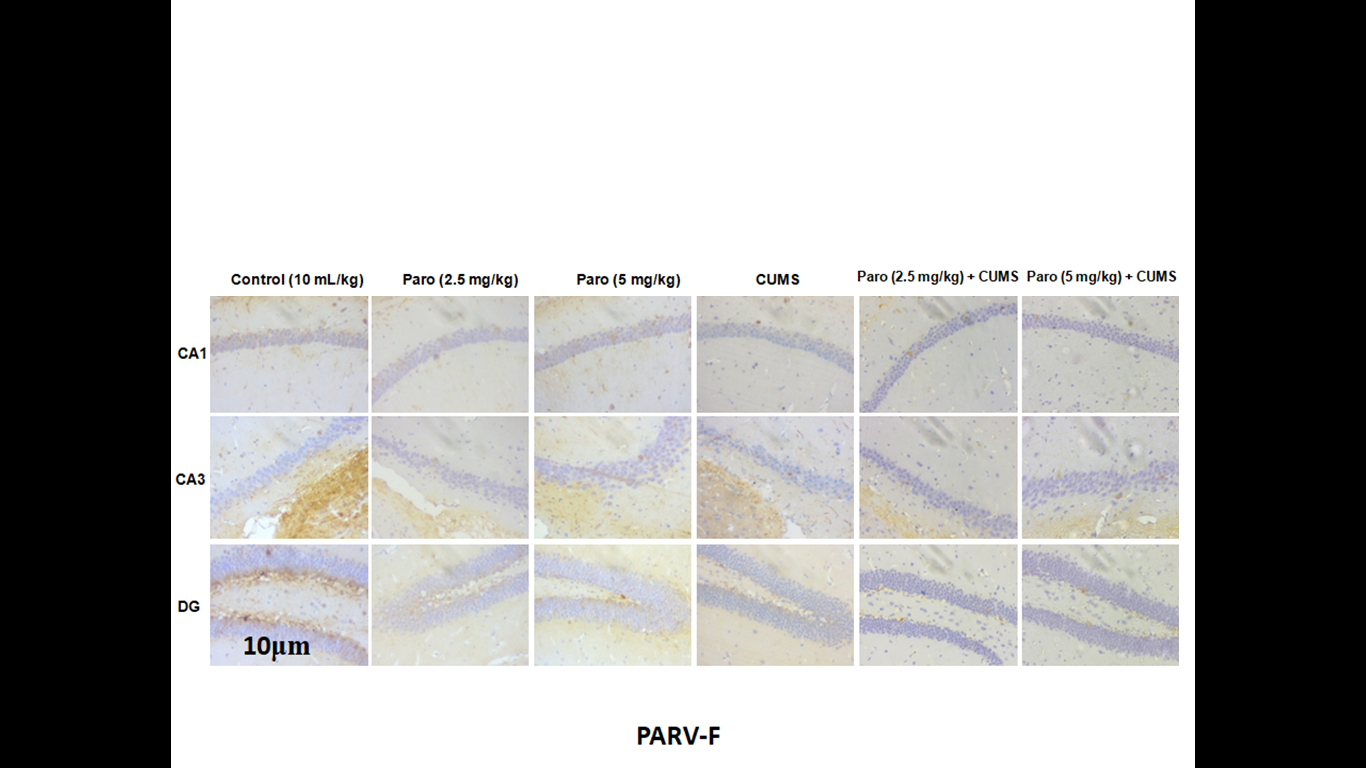 Control (10 mL/kg) Paro (2.5 mg/kg) Paro (5 mg/kg) CUMS Paro (2.5 mg/kg) + CUMS Paro (5 mg/kg) + CUMS
CA1
CA3
DG
10μm
PARV-F